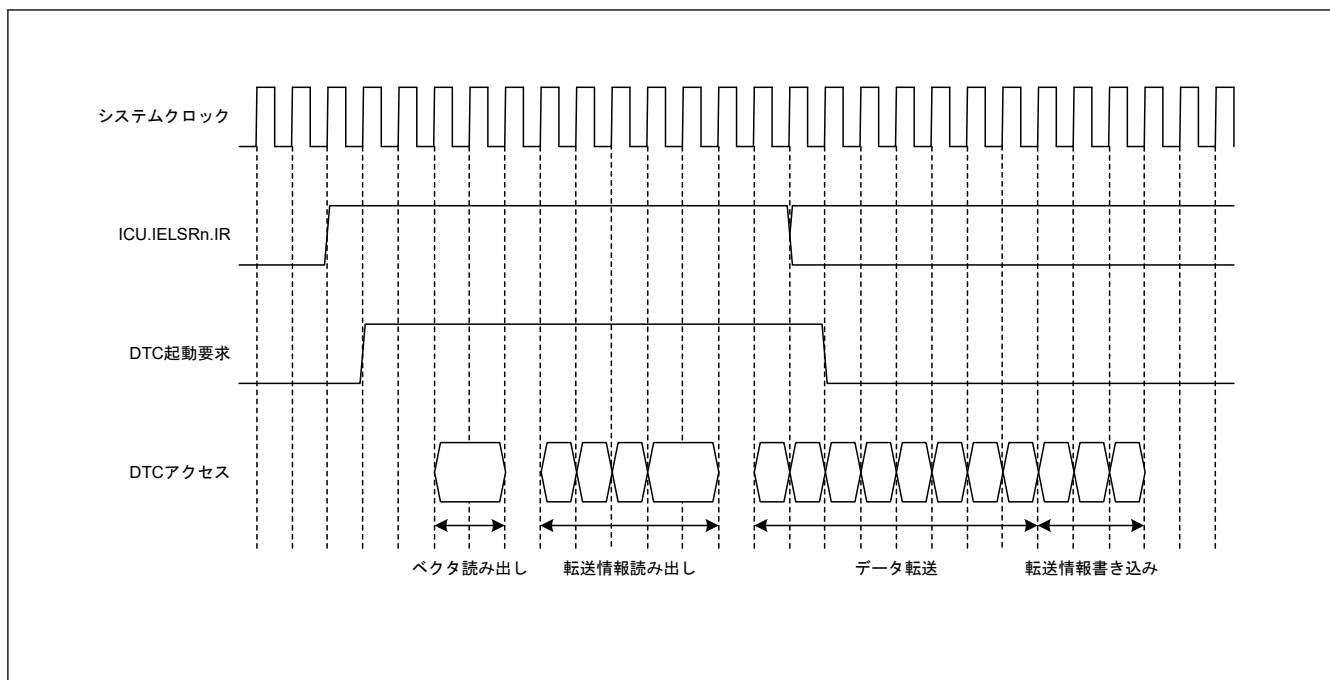 システムクロック
ICU.IELSRn.IR
DTC起動要求
DTCアクセス
ベクタ読み出し
転送情報読み出し
データ転送
転送情報書き込み